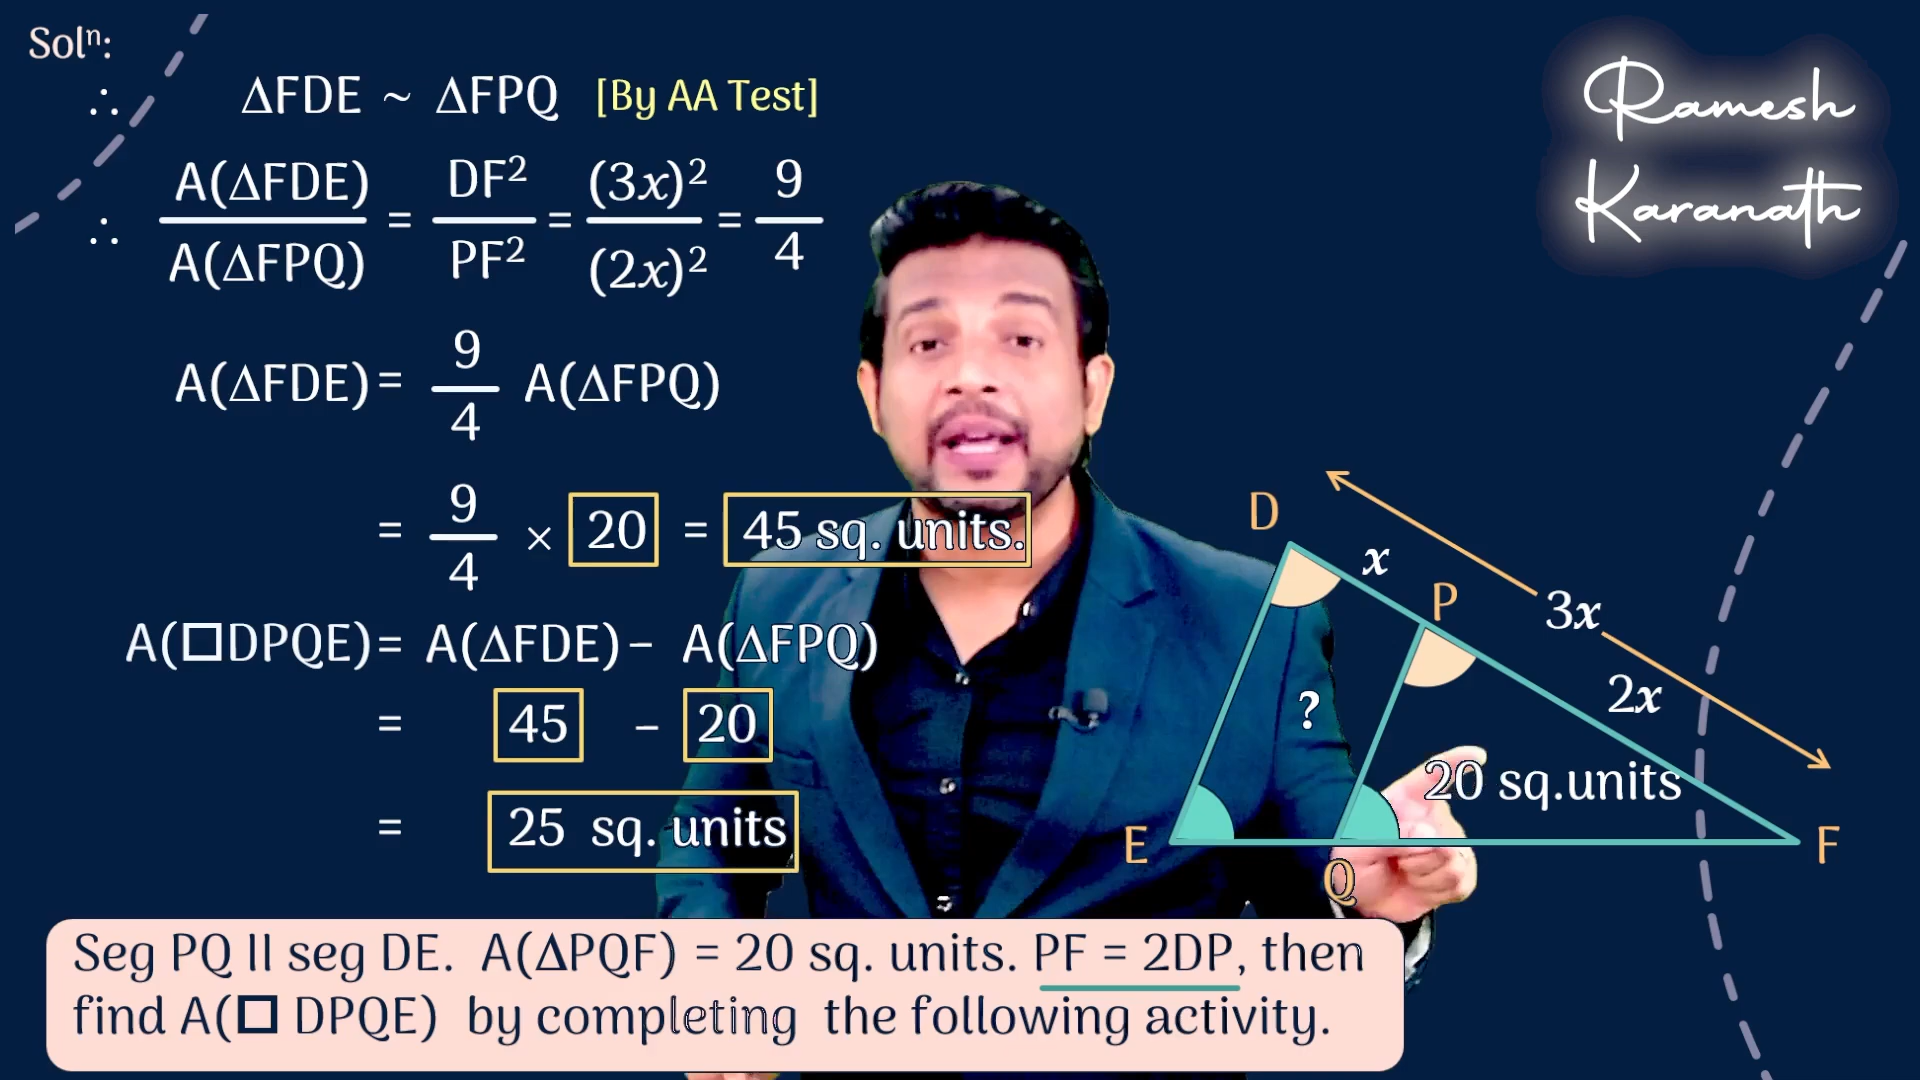 Solⁿ:
∴ ΔFDE ~ ΔFPQ [By AA Test]
∴ A(ΔFDE)/A(ΔFPQ) = DF²/PF² = (3x)²/(2x)² = 9/4
A(ΔFDE) = 9/4 A(ΔFPQ)
= 9/4 × 20 = 45 sq. units.
A(□DPQE) = A(ΔFDE) – A(ΔFPQ)
= 45 – 20
= 25 sq. units
Ramesh
Karanath
D
x
P
3x
2x
?
20 sq.units
E
Q
F
Seg PQ II seg DE. A(ΔPQF) = 20 sq. units. PF = 2DP, then
find A(□ DPQE) by completing the following activity.